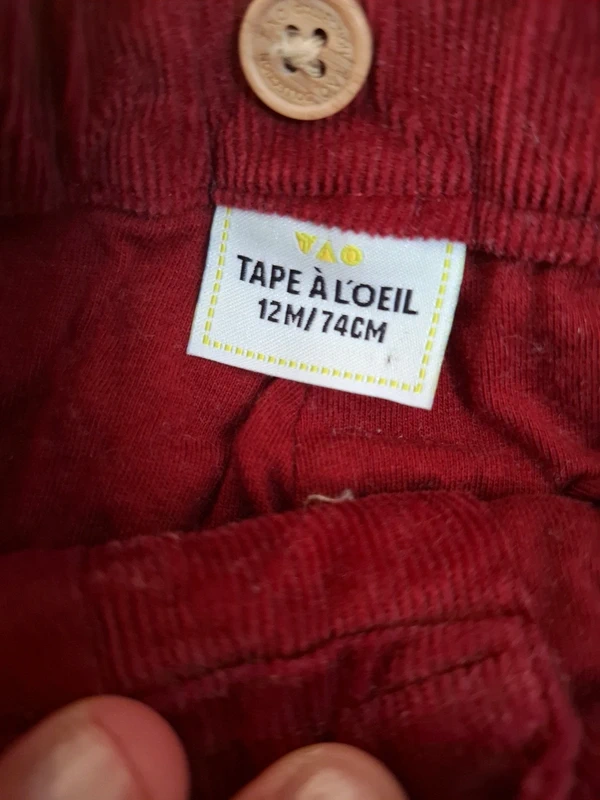 TAO
TAPE À L'OEIL
12M/74CM